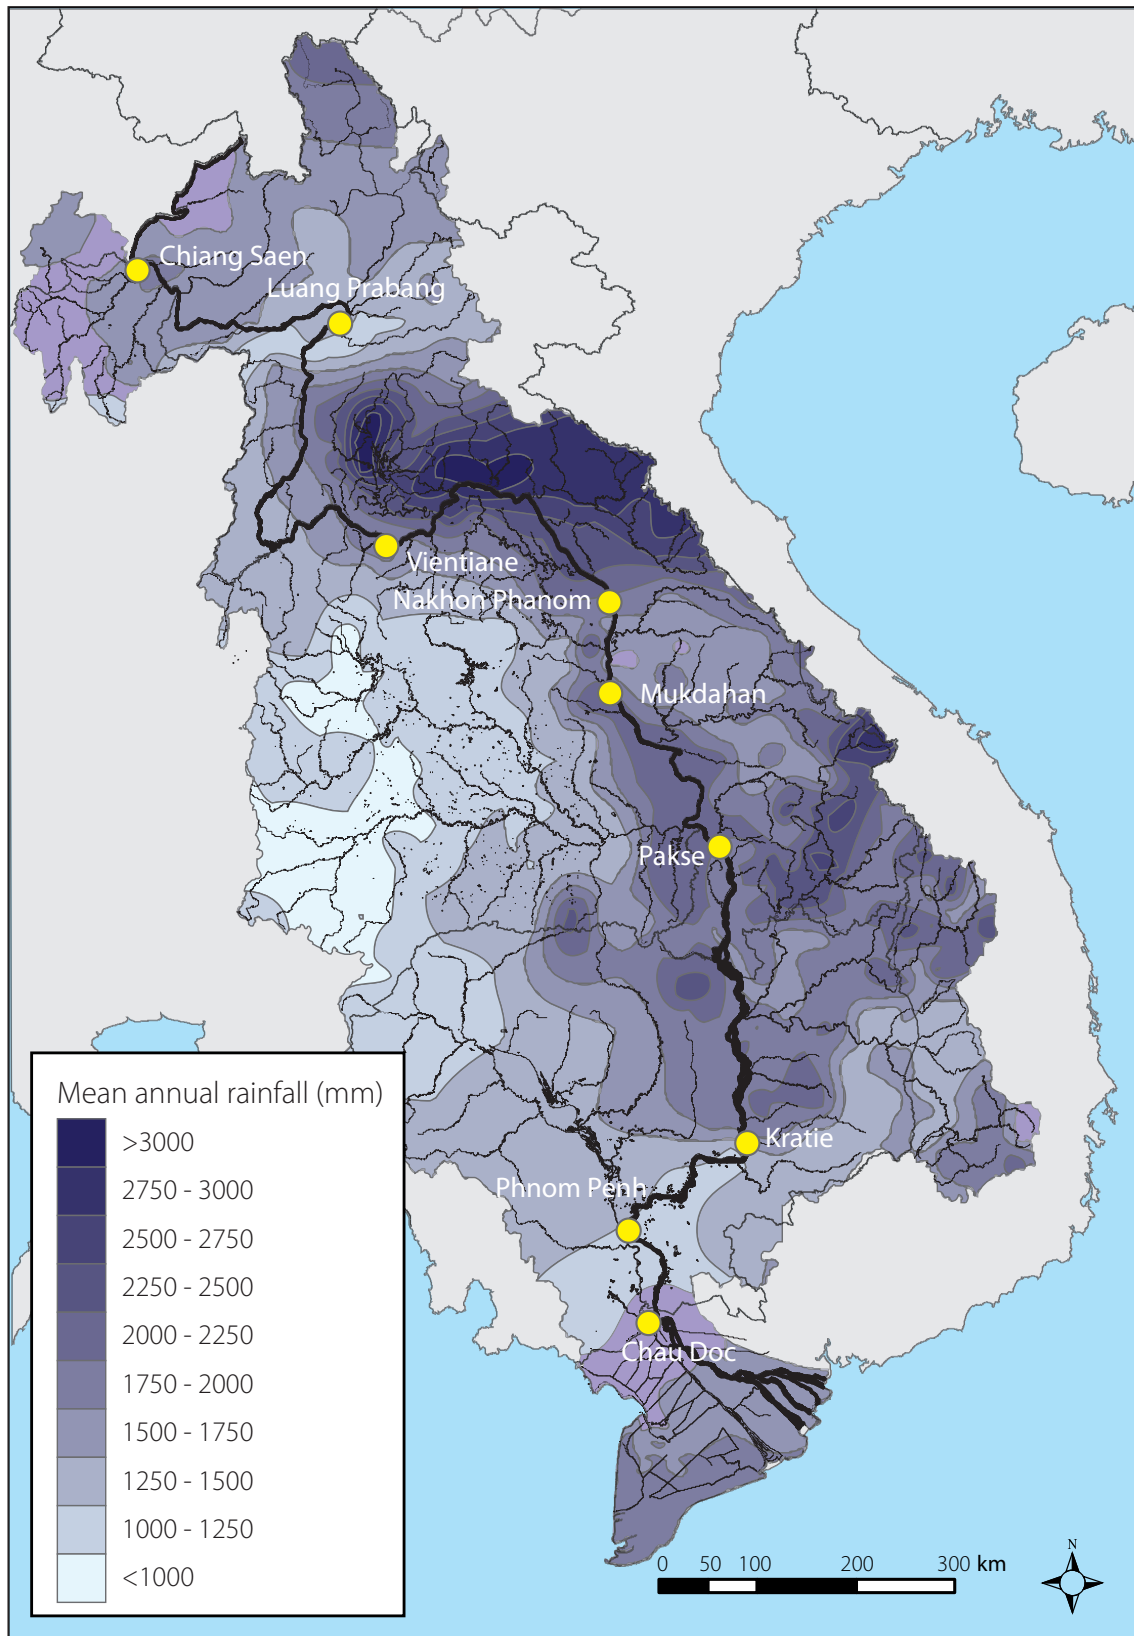 Chiang Saen
Luang Prabang
Vientiane
Nakhon Phanom
Mukdahan
Pakse
Kratie
Phnom Penh
Chau Doc
Mean annual rainfall (mm)
>3000
2750 - 3000
2500 - 2750
2250 - 2500
2000 - 2250
1750 - 2000
1500 - 1750
1250 - 1500
1000 - 1250
<1000
0 50 100 200 300 km
N